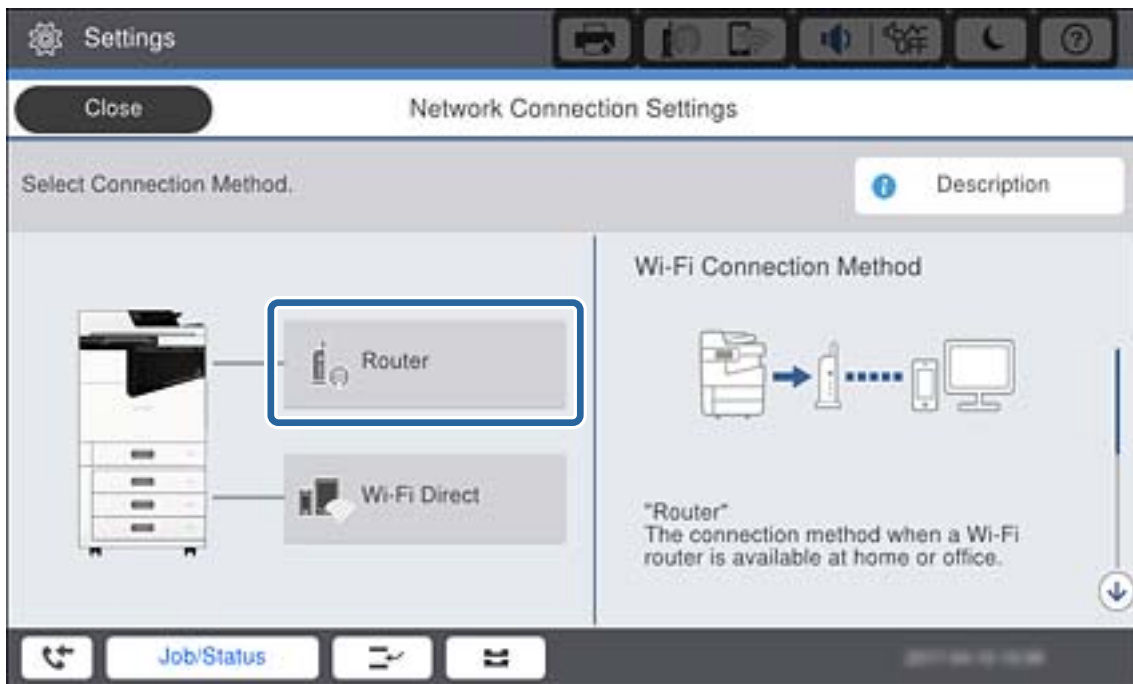 Settings
OFF
?
Close
Network Connection Settings
Select Connection Method.
i Description
Router
Wi-Fi Direct
Wi-Fi Connection Method
"Router"
The connection method when a Wi-Fi
router is available at home or office.
Job/Status